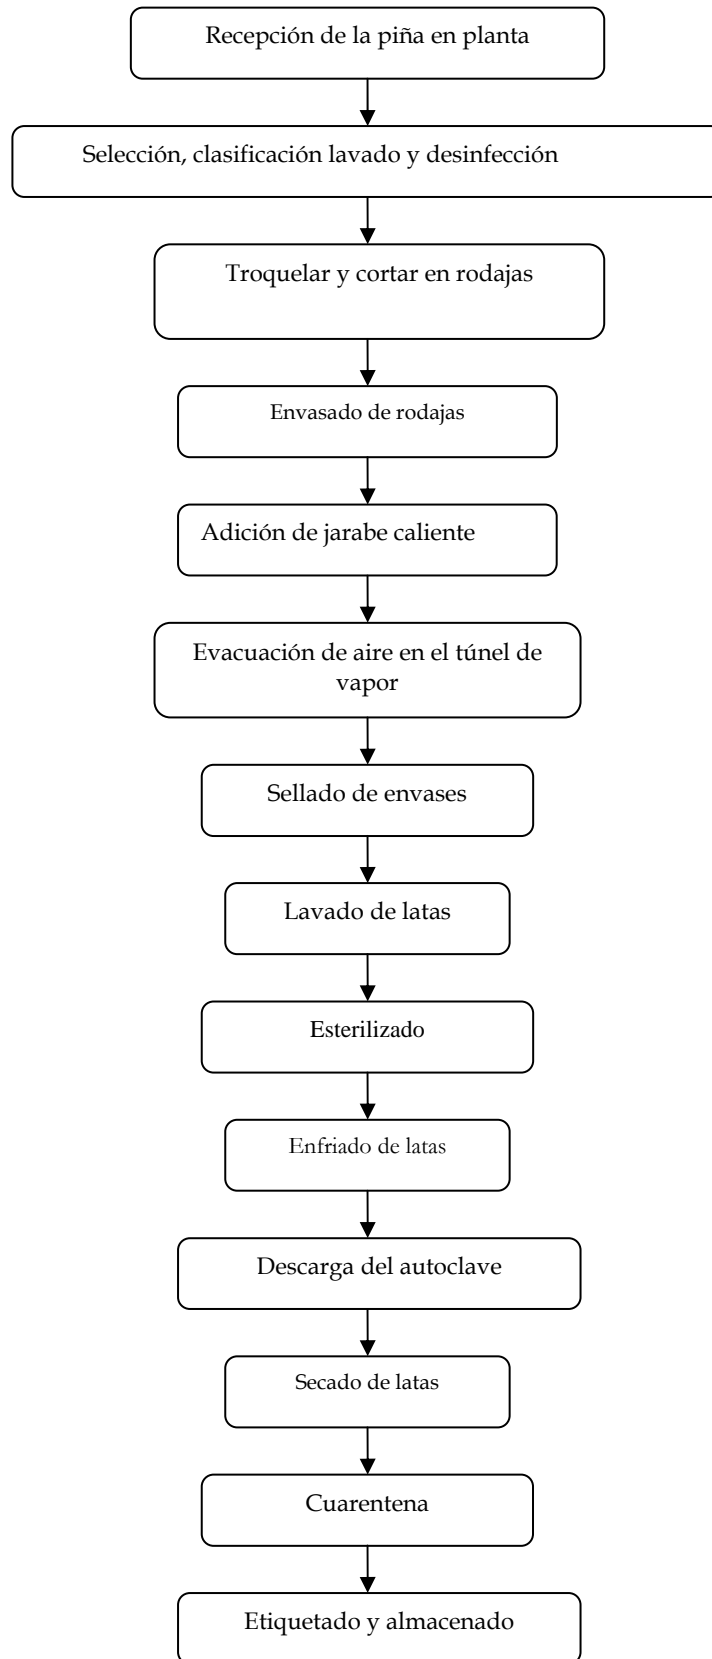 Recepción de la piña en planta
Selección, clasificación lavado y desinfección
Troquelar y cortar en rodajas
Envasado de rodajas
Adición de jarabe caliente
Evacuación de aire en el túnel de
vapor
Sellado de envases
Lavado de latas
Esterilizado
Enfriado de latas
Descarga del autoclave
Secado de latas
Cuarentena
Etiquetado y almacenado